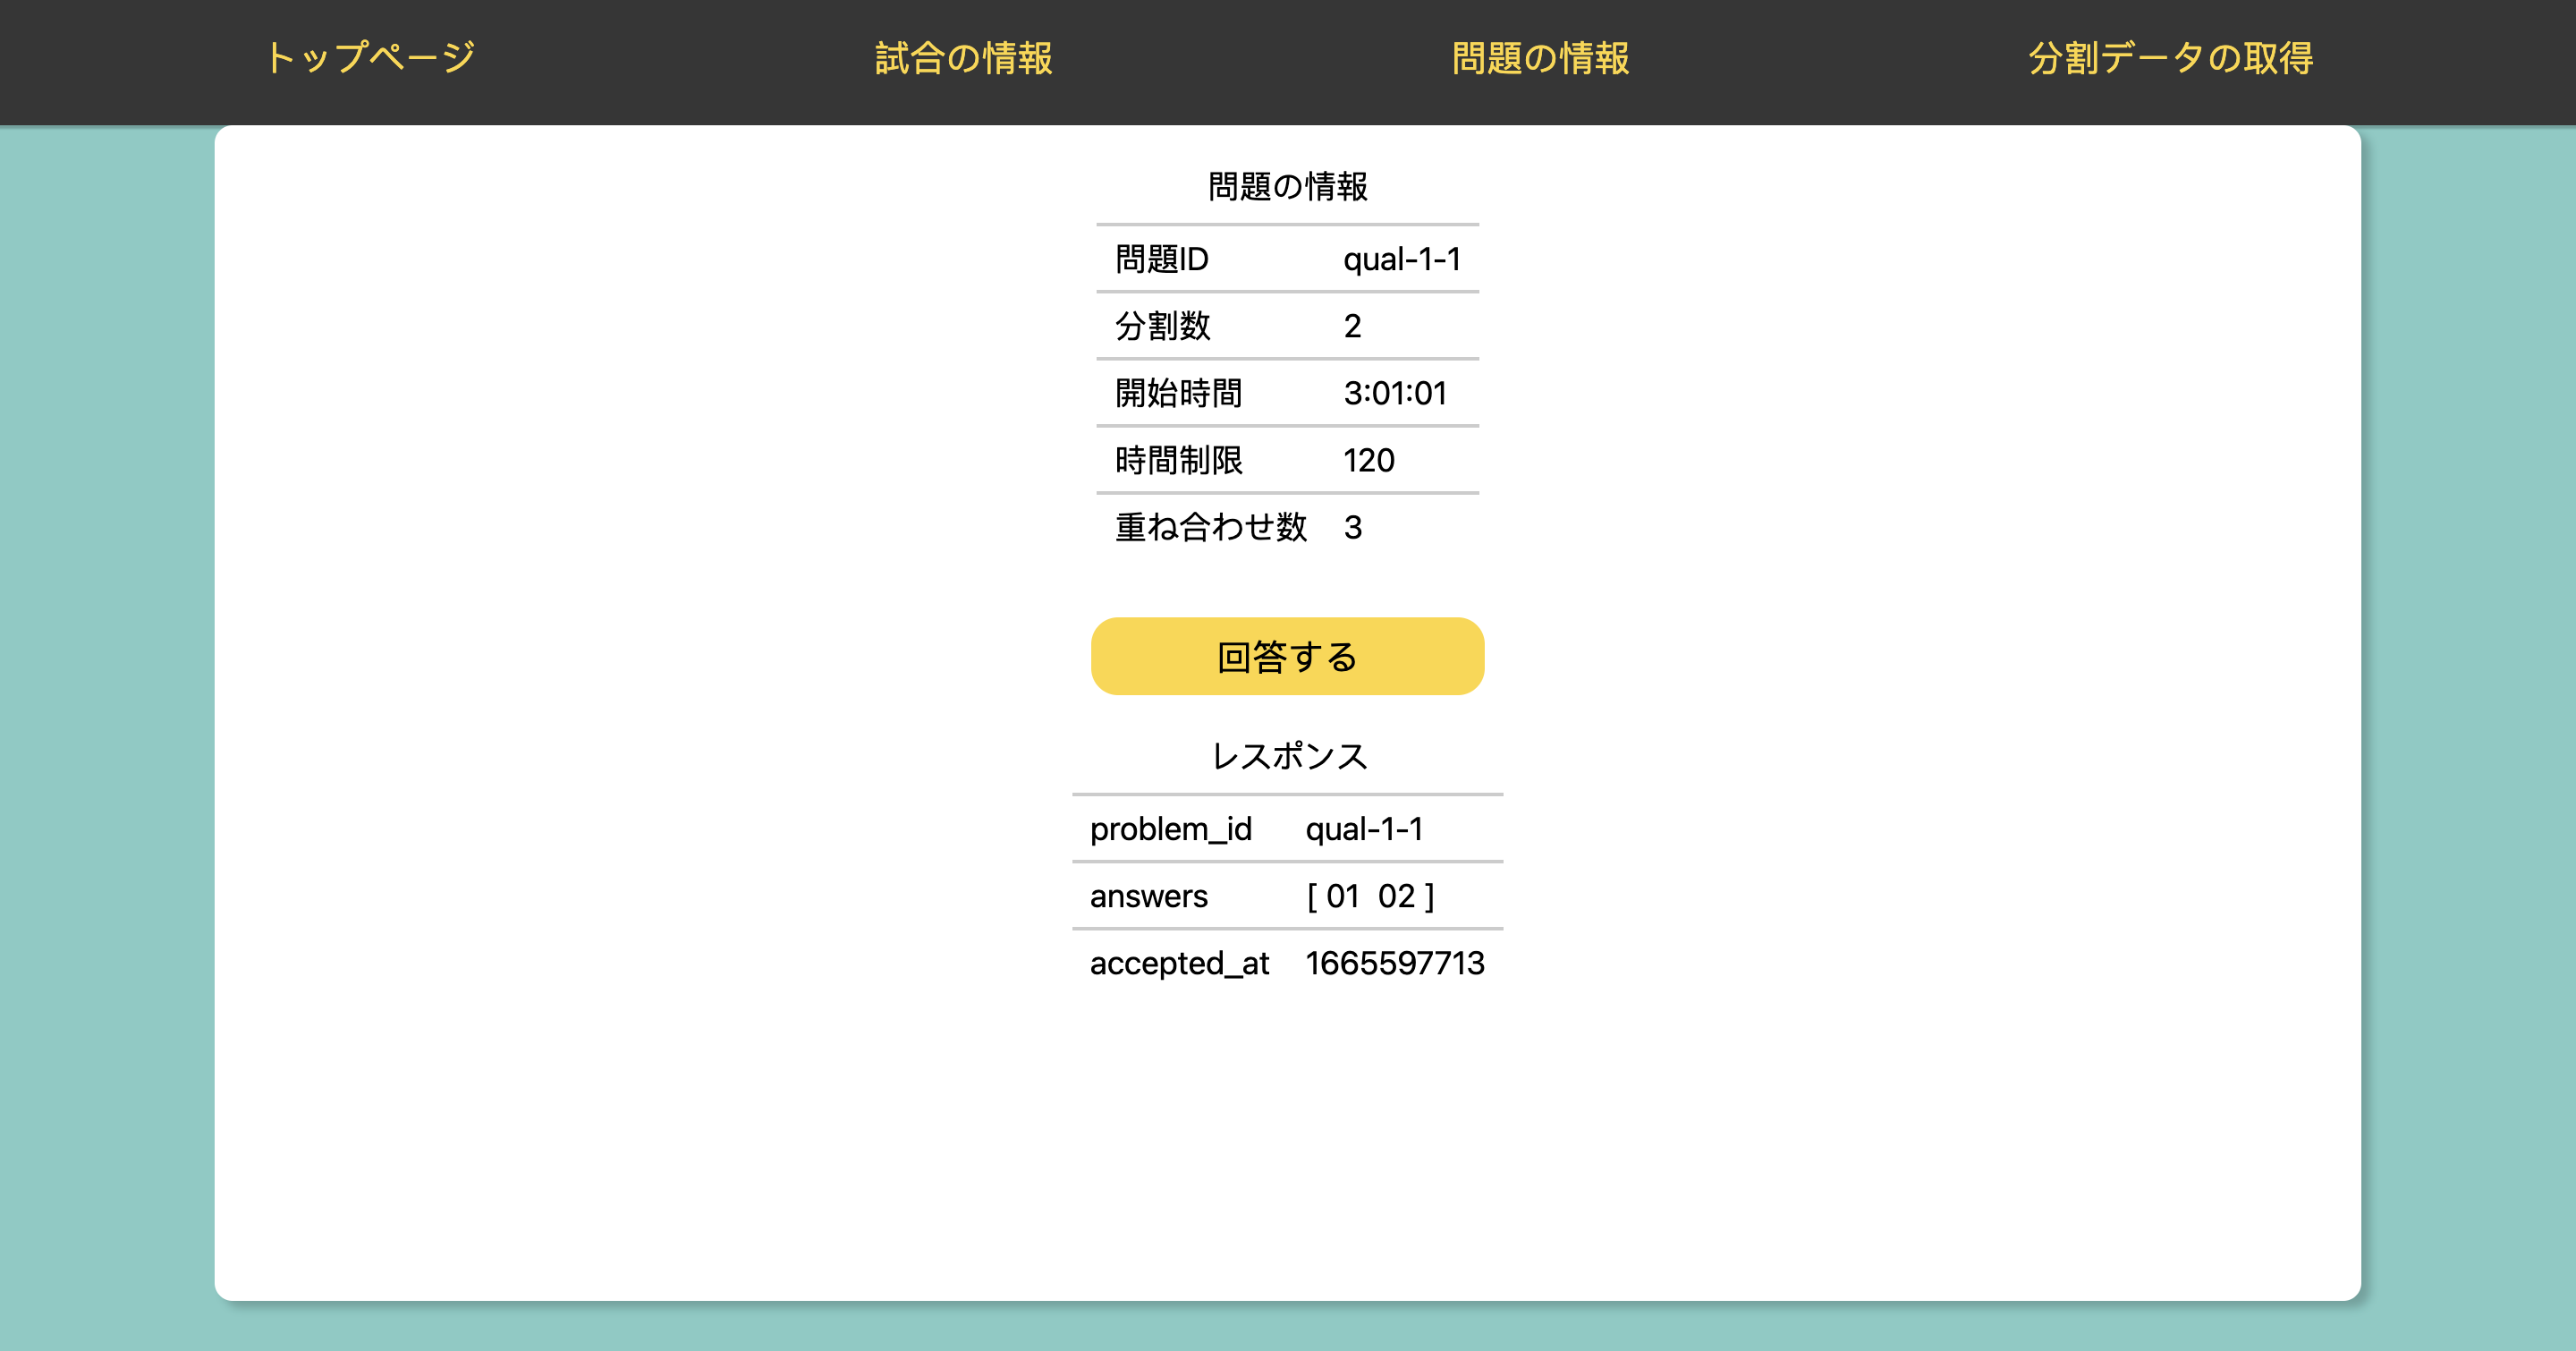 トップページ 試合の情報 問題の情報 分割データの取得
問題の情報
問題ID qual-1-1
分割数 2
開始時間 3:01:01
時間制限 120
重ね合わせ数 3
回答する
レスポンス
problem_id qual-1-1
answers [ 01 02 ]
accepted_at 1665597713